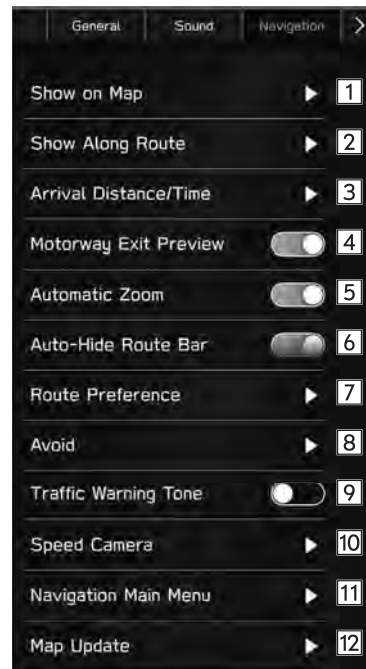 General Sound Navigation >
Show on Map 1
Show Along Route 2
Arrival Distance/Time 3
Motorway Exit Preview 4
Automatic Zoom 5
Auto-Hide Route Bar 6
Route Preference 7
Avoid 8
Traffic Warning Tone 9
Speed Camera 10
Navigation Main Menu 11
Map Update 12